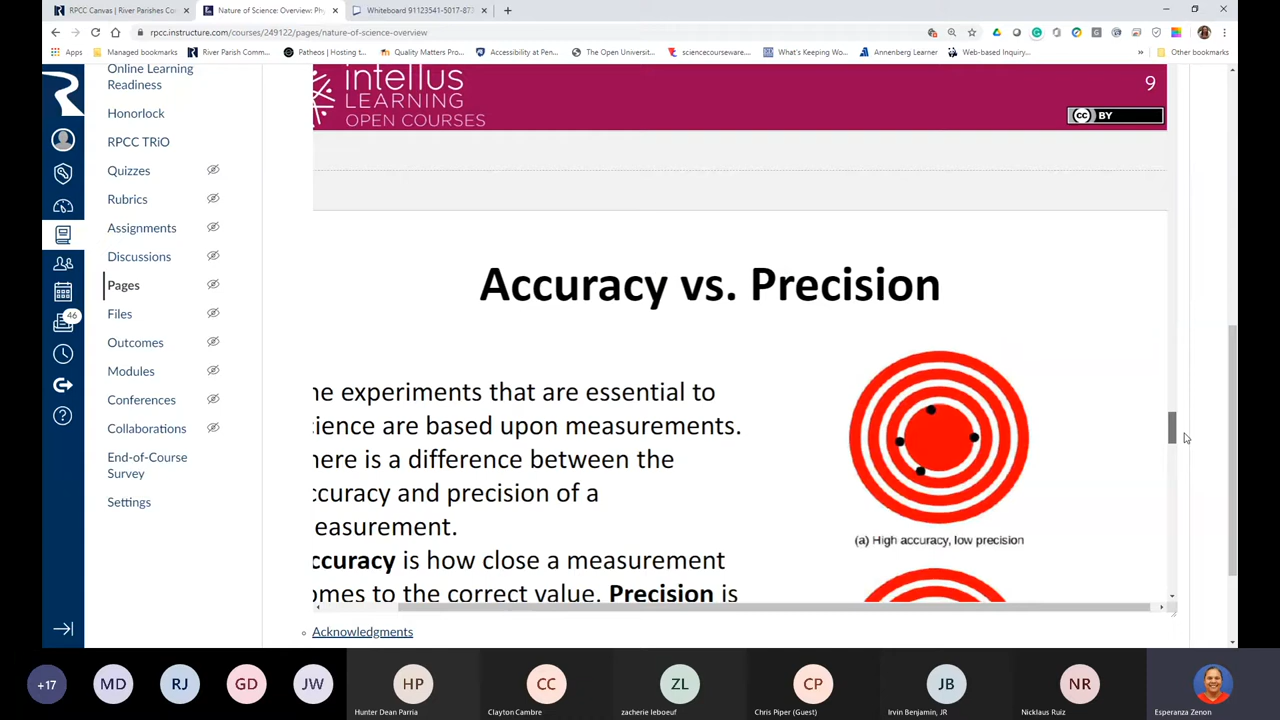 RPCC Canvas | River Parishes Co
Nature of Science: Overview: Ph
Whiteboard 91123541-5017-873
rpcc.instructure.com/courses/249122/pages/nature-of-science-overview
Apps
Managed bookmarks
River Parish Comm...
Patheos | Hosting t...
Quality Matters Pro...
Accessibility at Pen...
The Open Universit...
sciencecourseware...
What's Keeping Wo...
Annenberg Learner
Web-based Inquiry...
»
Other bookmarks
Online Learning
Readiness
Honorlock
RPCC TRiO
Quizzes
Rubrics
Assignments
Discussions
Pages
Files
Outcomes
Modules
Conferences
Collaborations
End-of-Course
Survey
Settings
46
intellus
LEARNING
OPEN COURSES
9
cc BY
Accuracy vs. Precision
he experiments that are essential to
cience are based upon measurements.
here is a difference between the
ccuracy and precision of a
easurement.
ccuracy is how close a measurement
omes to the correct value. Precision is
(a) High accuracy, low precision
Acknowledgments
+17
MD
RJ
GD
JW
HP
Hunter Dean Parria
CC
Clayton Cambre
ZL
zacherie leboeuf
CP
Chris Piper (Guest)
JB
Irvin Benjamin, JR
NR
Nicklaus Ruiz
Esperanza Zenon